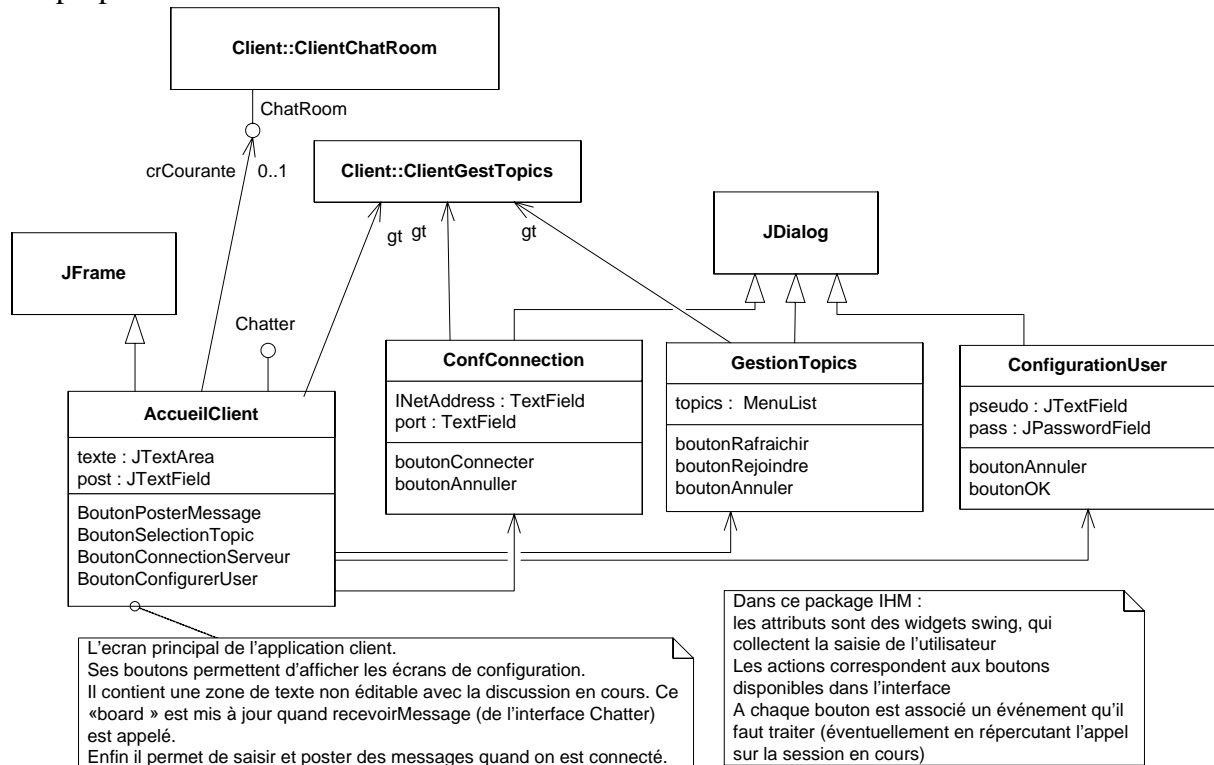 Client::ClientChatRoom
ChatRoom
crCourante
0..1
Client::ClientGestTopics
gt
gt
gt
JDialog
JFrame
Chatter
AccueilClient
texte : JTextArea
post : JTextField
BoutonPosterMessage
BoutonSelectionTopic
BoutonConnectionServeur
BoutonConfigurerUser
ConfConnection
INetAddress : TextField
port : TextField
boutonConnecter
boutonAnnuller
GestionTopics
topics : MenuList
boutonRafraichir
boutonRejoindre
boutonAnnuler
ConfigurationUser
pseudo : JTextField
pass : JPasswordField
boutonAnnuler
boutonOK
L'ecran principal de l'application client.
Ses boutons permettent d'afficher les écrans de configuration.
Il contient une zone de texte non éditable avec la discussion en cours. Ce
«board » est mis à jour quand recevoirMessage (de l'interface Chatter)
est appelé.
Enfin il permet de saisir et poster des messages quand on est connecté.
Dans ce package IHM :
les attributs sont des widgets swing, qui
collectent la saisie de l'utilisateur
Les actions correspondent aux boutons
disponibles dans l'interface
A chaque bouton est associé un événement qu'il
faut traiter (éventuellement en répercutant l'appel
sur la session en cours)